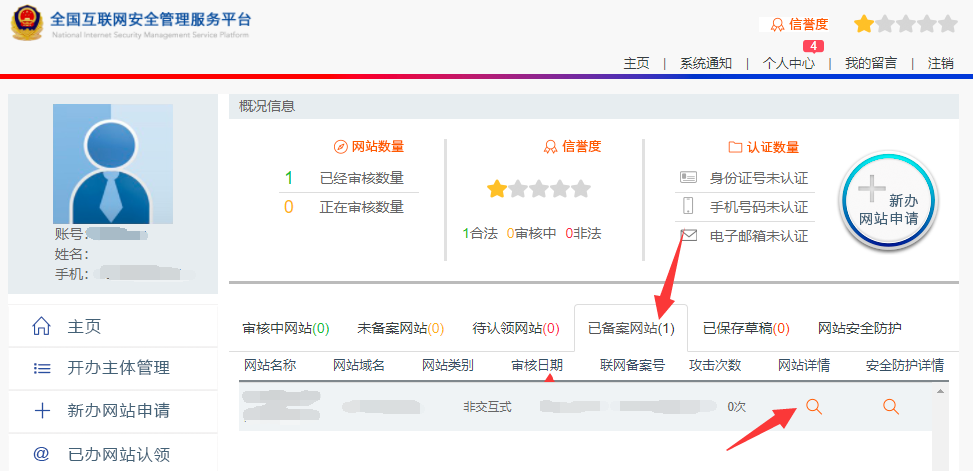 全国互联网安全管理服务平台
National Internet Security Management Service Platform
信誉度
4
主页 | 系统通知 | 个人中心 | 我的留言 | 注销
账号:
姓名:
手机:
主页
开办主体管理
新办网站申请
@ 已办网站认领
概况信息
网站数量
1 已经审核数量
0 正在审核数量
信誉度
1合法 0审核中 0非法
认证数量
身份证号未认证
手机号码未认证
电子邮箱未认证
新办
网站申请
审核中网站(0) 未备案网站(0) 待认领网站(0) 已备案网站(1) 已保存草稿(0) 网站安全防护
网站名称 网站域名 网站类别 审核日期 联网备案号 攻击次数 网站详情 安全防护详情
非交互式 0次